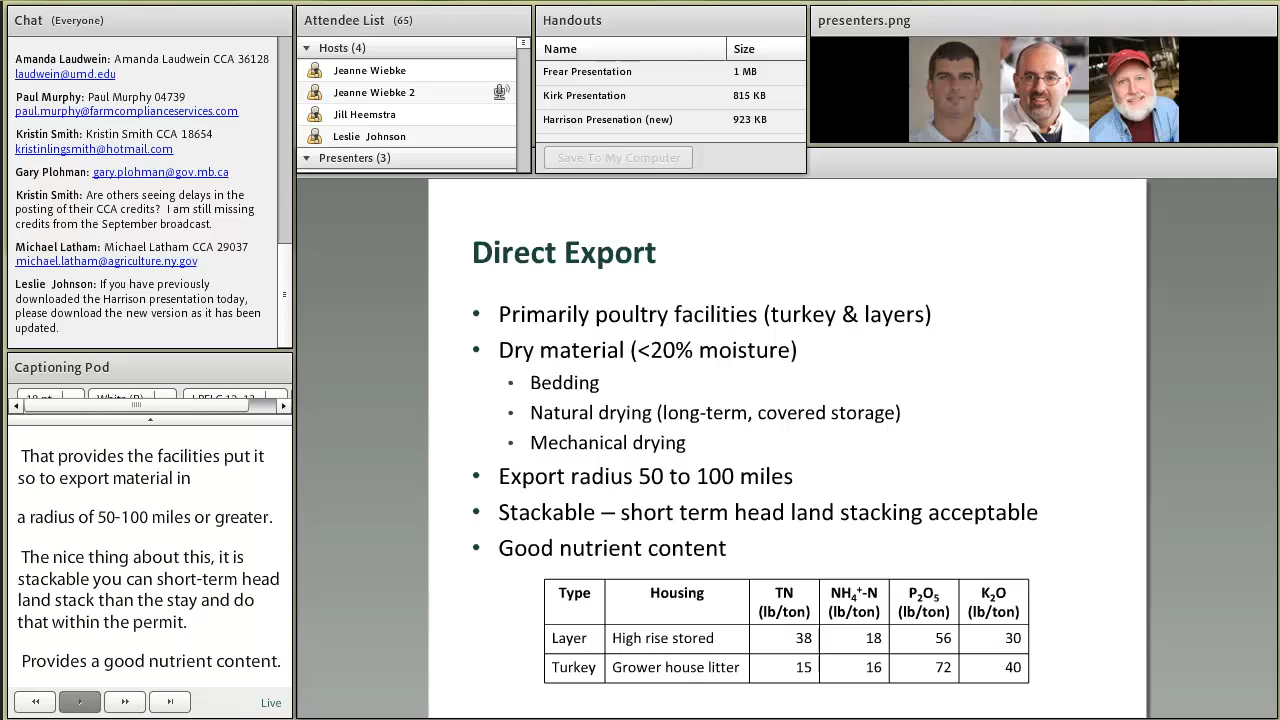 Chat (Everyone)
Amanda Laudwein: Amanda Laudwein CCA 36128
laudwein@umd.edu
Paul Murphy: Paul Murphy 04739
paul.murphy@farmcomplianceservices.com
Kristin Smith: Kristin Smith CCA 18654
kristinlingsmith@hotmail.com
Gary Plohman: gary.plohman@gov.mb.ca
Kristin Smith: Are others seeing delays in the
posting of their CCA credits? I am still missing
credits from the September broadcast.
Michael Latham: Michael Latham CCA 29037
michael.latham@agriculture.ny.gov
Leslie Johnson: If you have previously
downloaded the Harrison presentation today,
please download the new version as it has been
updated.
Captioning Pod
That provides the facilities put it
so to export material in
a radius of 50-100 miles or greater.
The nice thing about this, it is
stackable you can short-term head
land stack than the stay and do
that within the permit.
Provides a good nutrient content.
Live
Attendee List (65)
Hosts (4)
Jeanne Wiebke
Jeanne Wiebke 2
Jill Heemstra
Leslie Johnson
Presenters (3)
Handouts
Name Size
Frear Presentation 1 MB
Kirk Presentation 815 KB
Harrison Presenation (new) 923 KB
Save To My Computer
presenters.png
Direct Export
• Primarily poultry facilities (turkey & layers)
• Dry material (<20% moisture)
• Bedding
• Natural drying (long-term, covered storage)
• Mechanical drying
• Export radius 50 to 100 miles
• Stackable – short term head land stacking acceptable
• Good nutrient content
Type Housing TN (lb/ton) NH₄⁺-N (lb/ton) P₂O₅ (lb/ton) K₂O (lb/ton)
Layer High rise stored 38 18 56 30
Turkey Grower house litter 15 16 72 40